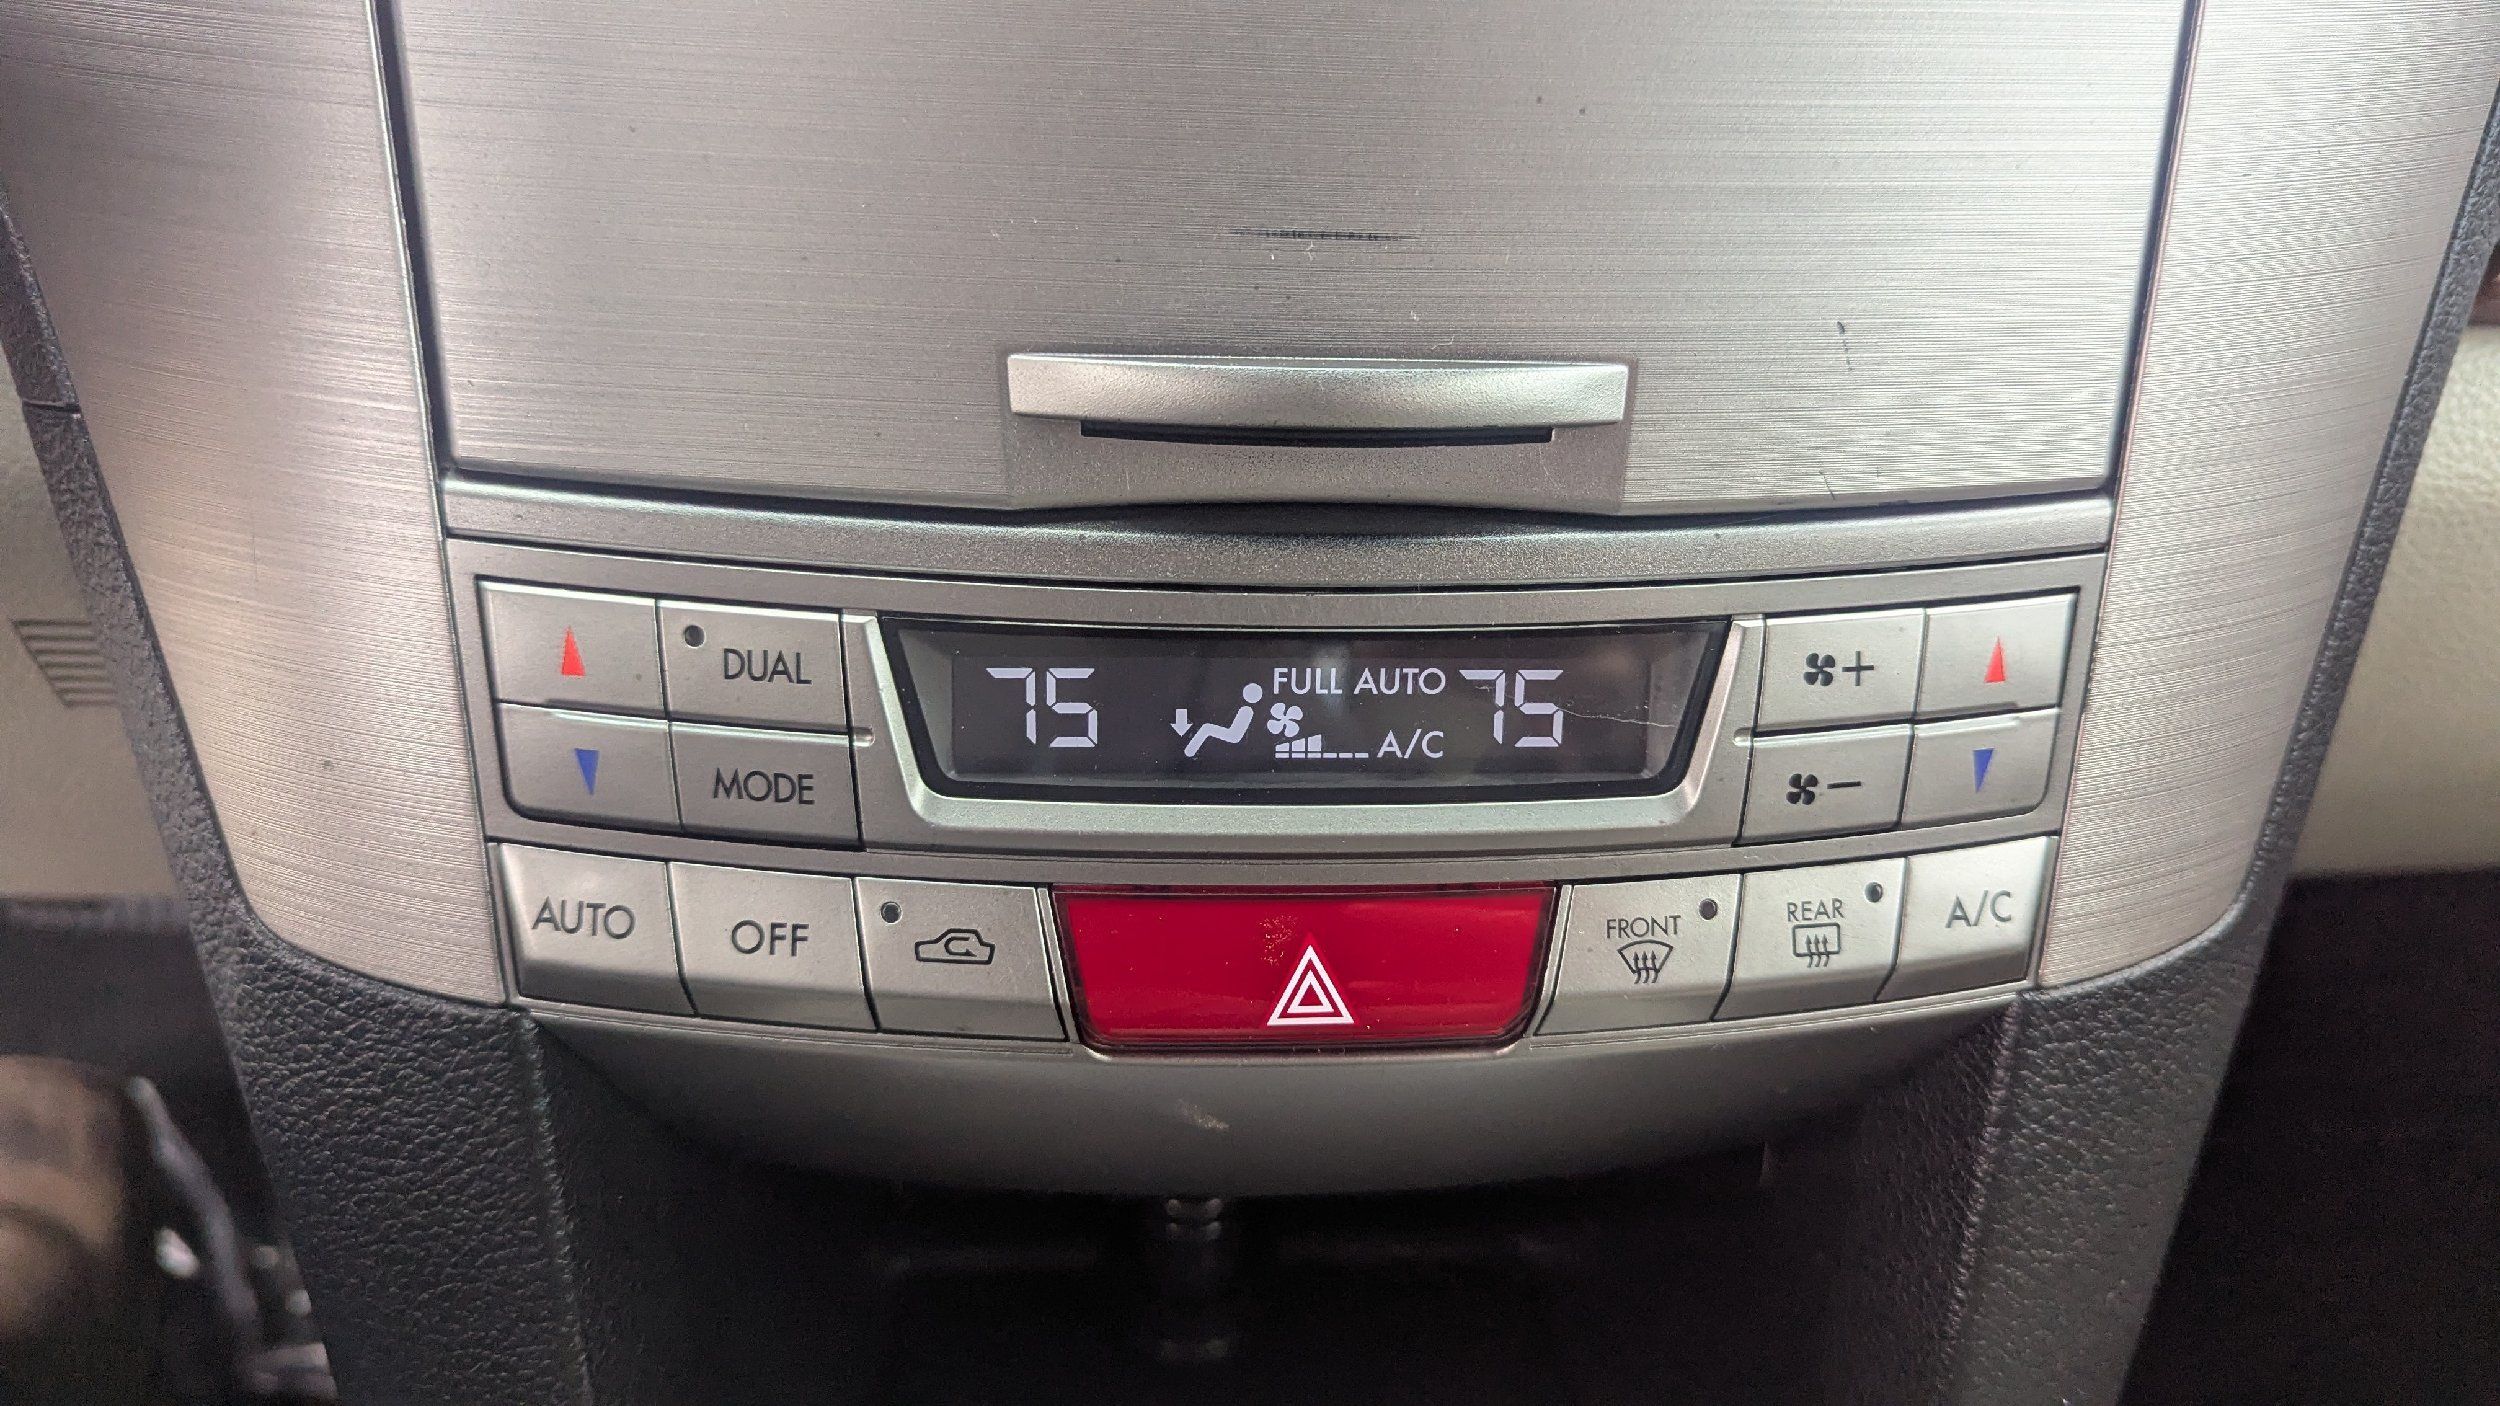 DUAL
75 FULL AUTO 75
A/C
+
MODE
-
AUTO
OFF
FRONT
REAR
A/C